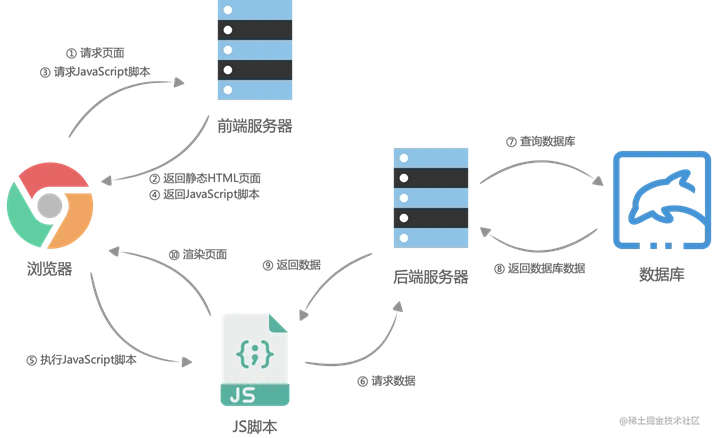 ① 请求页面
③ 请求JavaScript脚本
前端服务器
② 返回静态HTML页面
④ 返回JavaScript脚本
浏览器
⑦ 查询数据库
后端服务器
⑧ 返回数据库数据
数据库
⑩ 渲染页面
⑨ 返回数据
⑤ 执行JavaScript脚本
{;}
JS
⑥ 请求数据
JS脚本
@稀土掘金技术社区